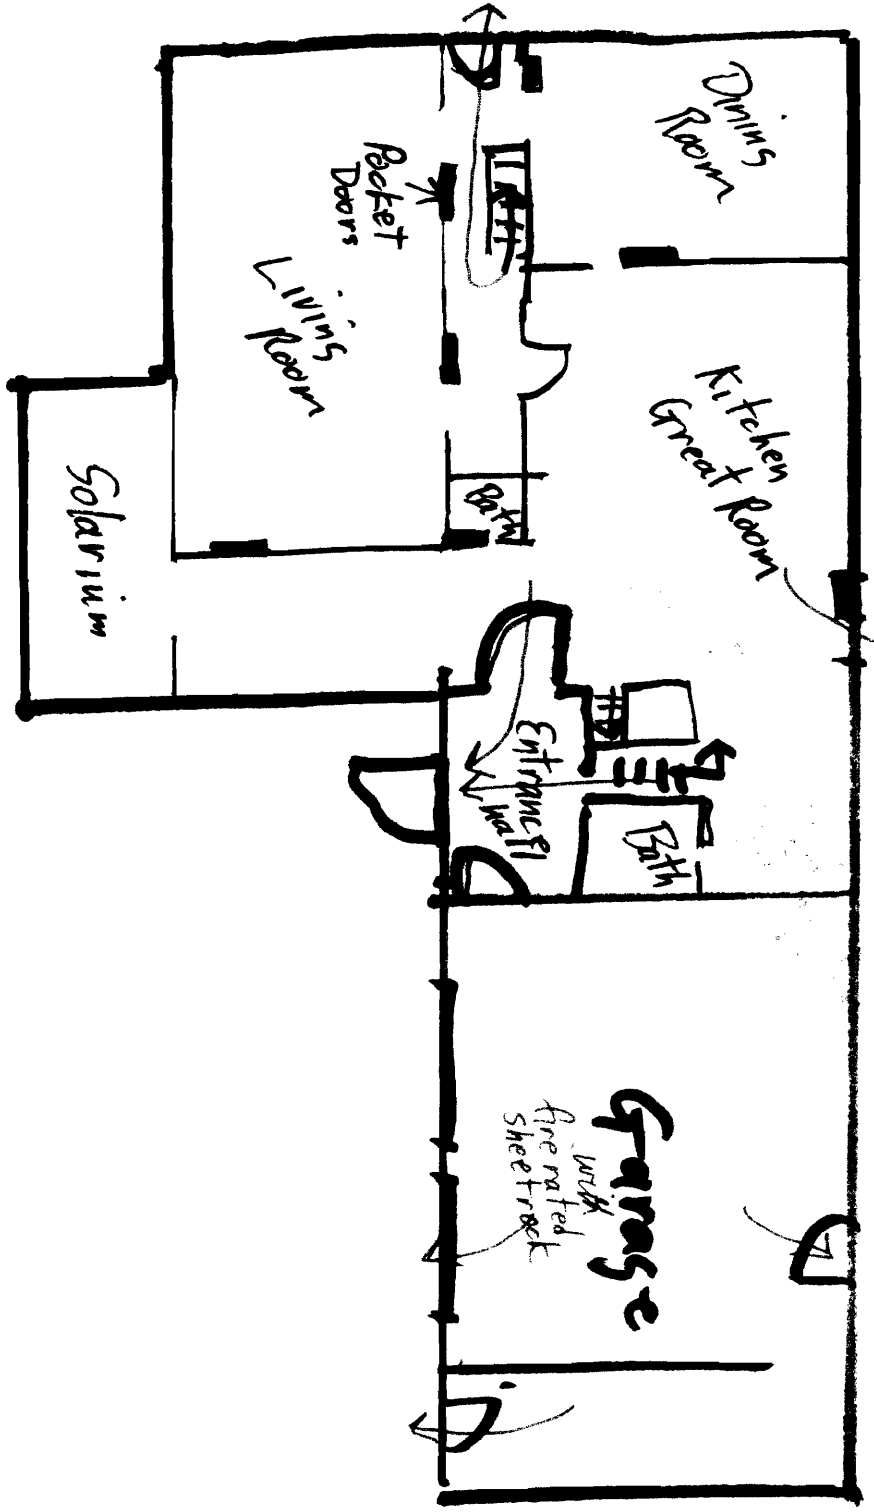 Dining
Room
Pocket
Doors
Living
Room
Kitchen
Great Room
Solarium
Bath
Entrance
hall
Bath
Garage
with
fire rated
sheetrock